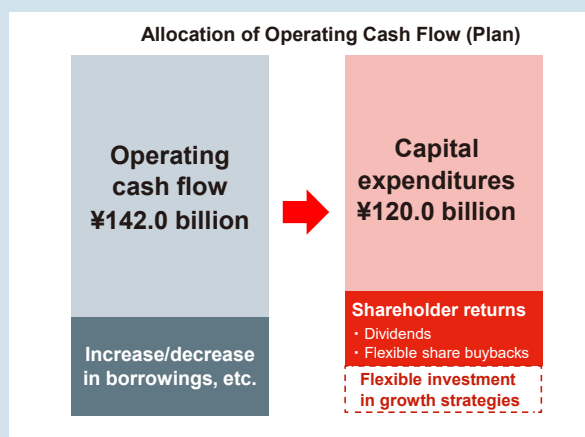 Allocation of Operating Cash Flow (Plan)
Operating
cash flow
¥142.0 billion
Increase/decrease
in borrowings, etc.
Capital
expenditures
¥120.0 billion
Shareholder returns
・Dividends
・Flexible share buybacks
Flexible investment
in growth strategies